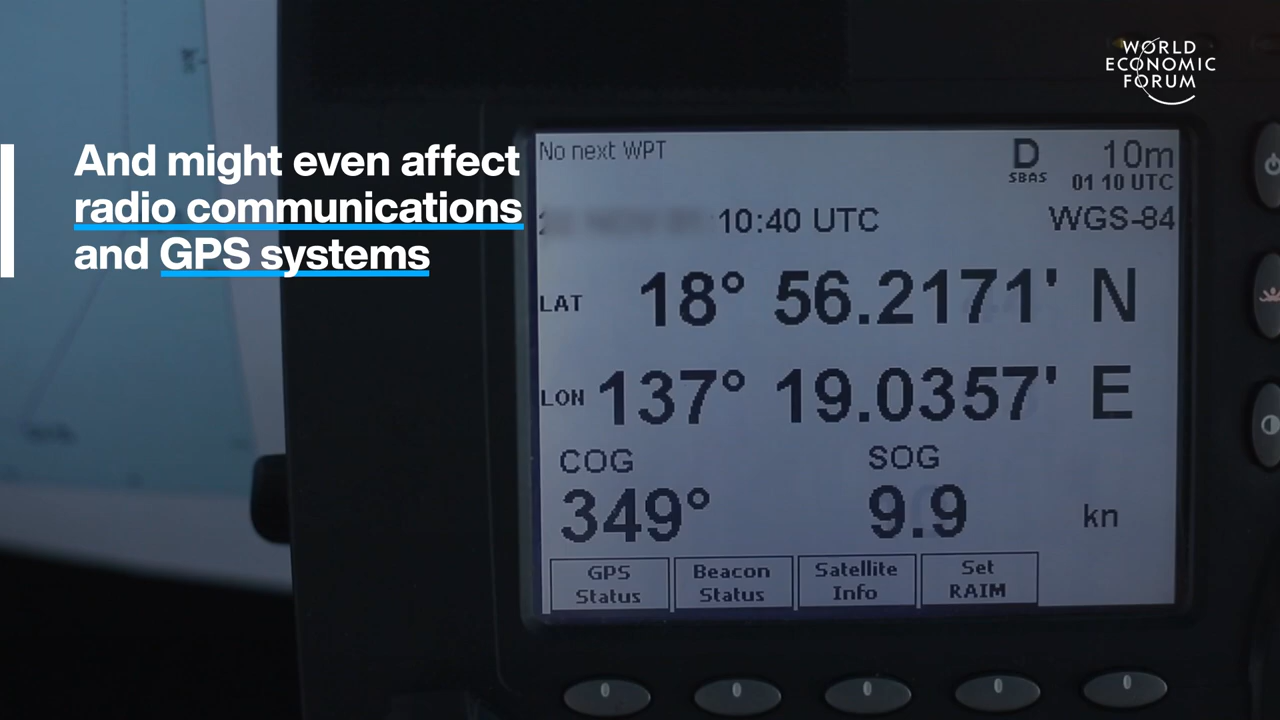 WORLD
ECONOMIC
FORUM
And might even affect
radio communications
and GPS systems
No next WPT
D 10m
SBAS 01 10 UTC
10:40 UTC WGS-84
LAT 18° 56.2171' N
LON 137° 19.0357' E
COG SOG
349° 9.9 kn
GPS Status
Beacon Status
Satellite Info
Set RAIM